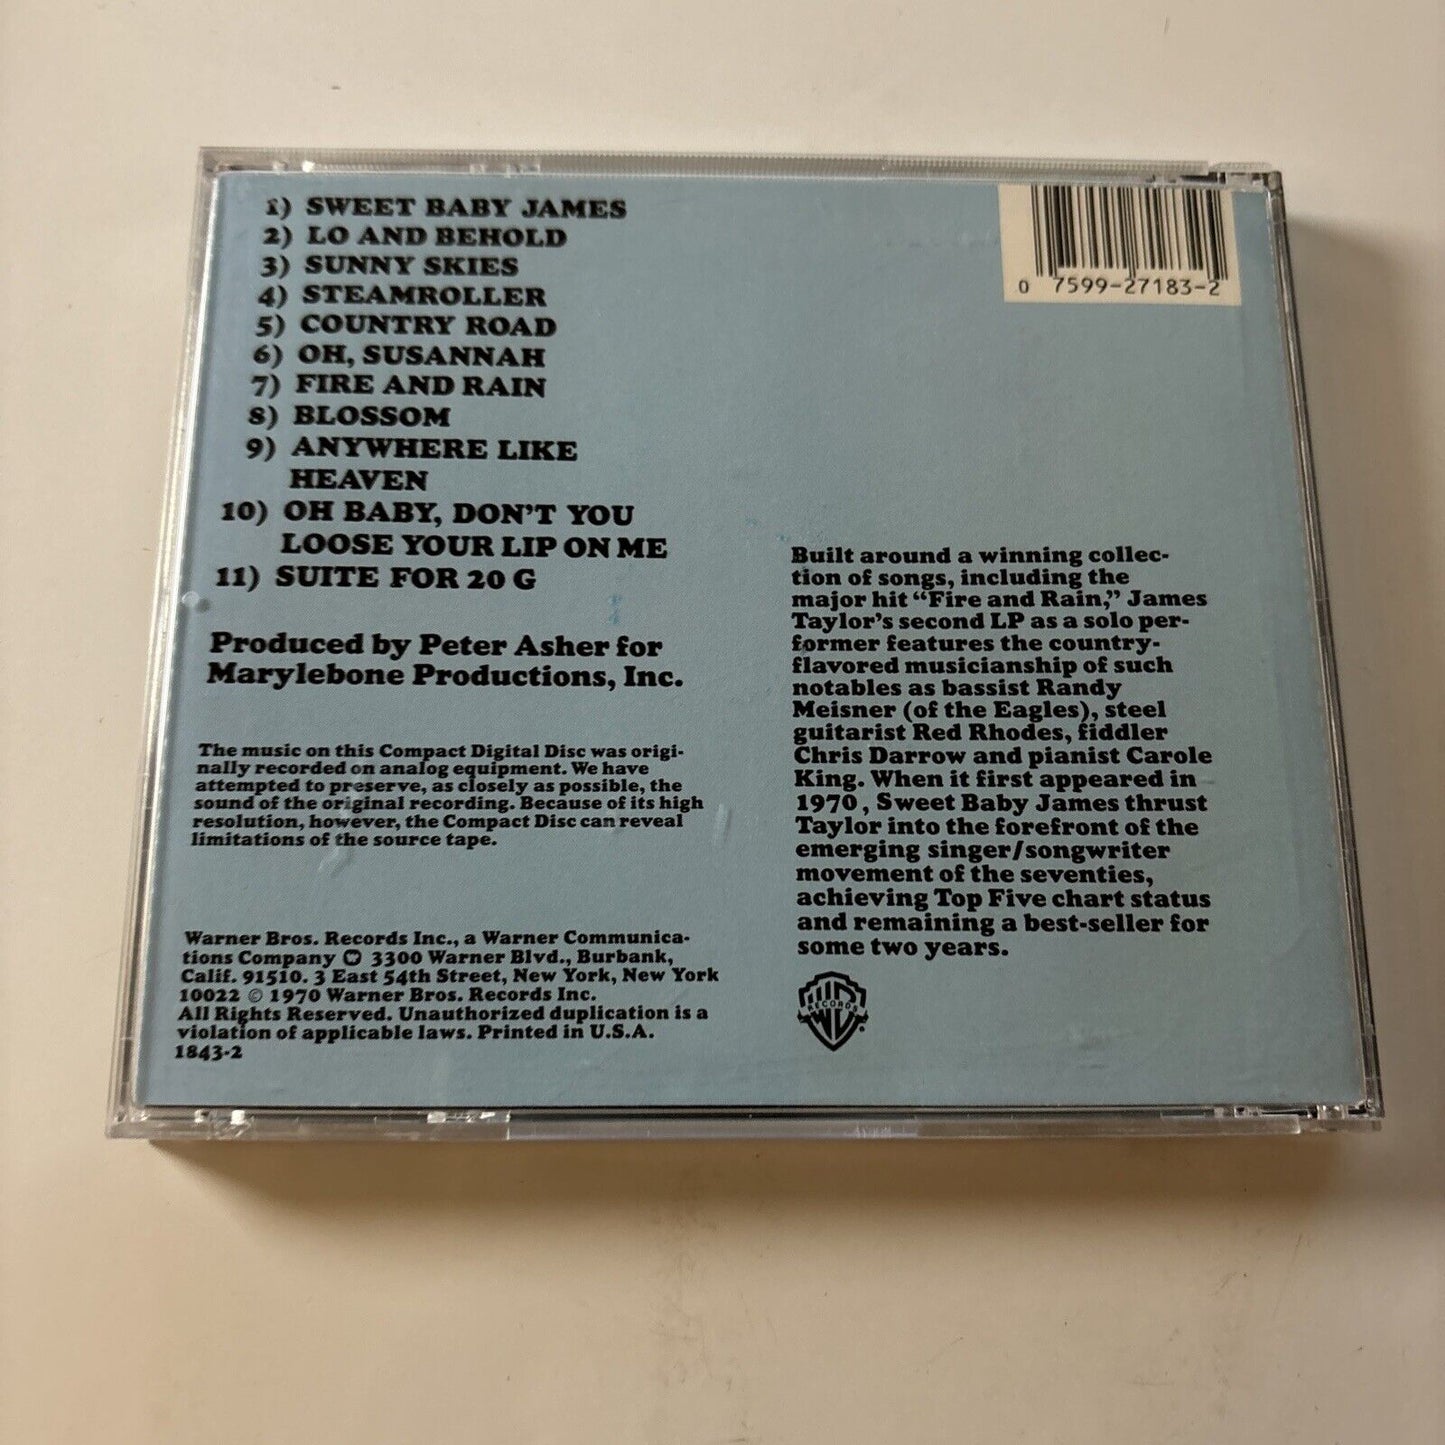 1) SWEET BABY JAMES
2) LO AND BEHOLD
3) SUNNY SKIES
4) STEAMROLLER
5) COUNTRY ROAD
6) OH, SUSANNAH
7) FIRE AND RAIN
8) BLOSSOM
9) ANYWHERE LIKE
HEAVEN
10) OH BABY, DON'T YOU
LOOSE YOUR LIP ON ME
11) SUITE FOR 20 G
Produced by Peter Asher for
Marylebone Productions, Inc.
The music on this Compact Digital Disc was origi-
nally recorded on analog equipment. We have
attempted to preserve, as closely as possible, the
sound of the original recording. Because of its high
resolution, however, the Compact Disc can reveal
limitations of the source tape.
Warner Bros. Records Inc., a Warner Communica-
tions Company 3300 Warner Blvd., Burbank,
Calif. 91510. 3 East 54th Street, New York, New York
10022 © 1970 Warner Bros. Records Inc.
All Rights Reserved. Unauthorized duplication is a
violation of applicable laws. Printed in U.S.A.
1843-2
0 7599-27183-2
Built around a winning collec-
tion of songs, including the
major hit “Fire and Rain,” James
Taylor's second LP as a solo per-
former features the country-
flavored musicianship of such
notables as bassist Randy
Meisner (of the Eagles), steel
guitarist Red Rhodes, fiddler
Chris Darrow and pianist Carole
King. When it first appeared in
1970, Sweet Baby James thrust
Taylor into the forefront of the
emerging singer/songwriter
movement of the seventies,
achieving Top Five chart status
and remaining a best-seller for
some two years.
WB
RECORDS